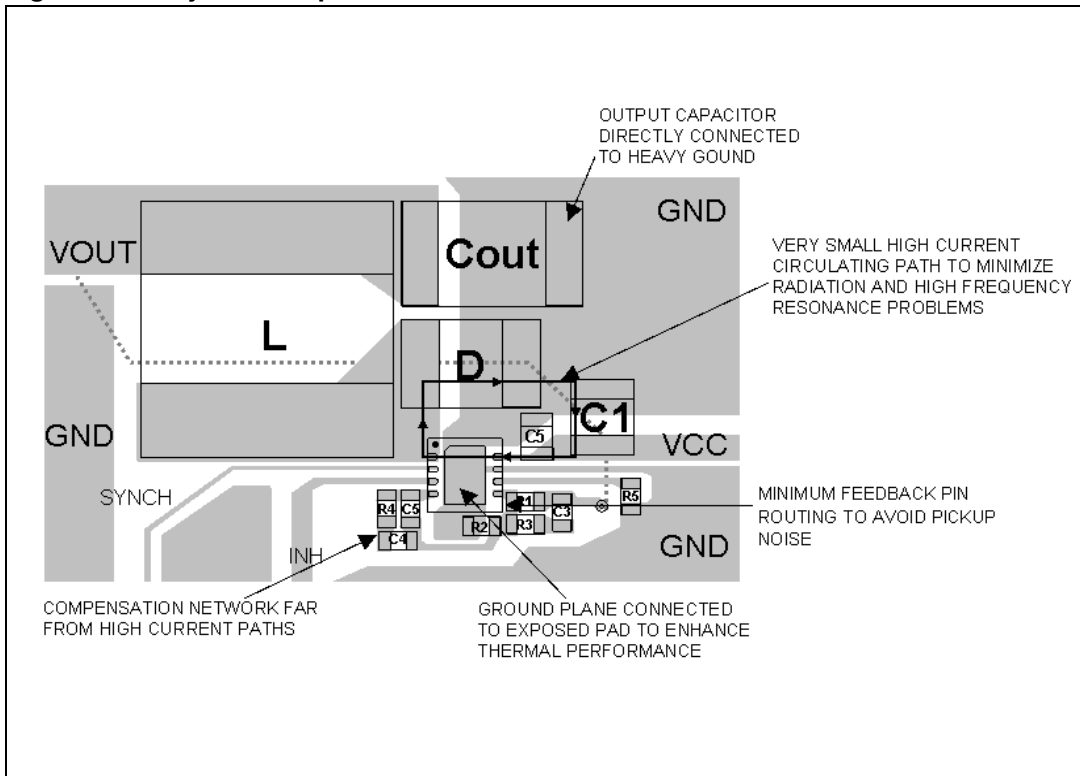 OUTPUT CAPACITOR
DIRECTLY CONNECTED
TO HEAVY GOUND
GND
VOUT
Cout
VERY SMALL HIGH CURRENT
CIRCULATING PATH TO MINIMIZE
RADIATION AND HIGH FREQUENCY
RESONANCE PROBLEMS
L
D
C1
GND
C5
VCC
SYNCH
R4
C5
R1
C3
R5
MINIMUM FEEDBACK PIN
ROUTING TO AVOID PICKUP
NOISE
R2
R3
C4
INH
GND
COMPENSATION NETWORK FAR
FROM HIGH CURRENT PATHS
GROUND PLANE CONNECTED
TO EXPOSED PAD TO ENHANCE
THERMAL PERFORMANCE